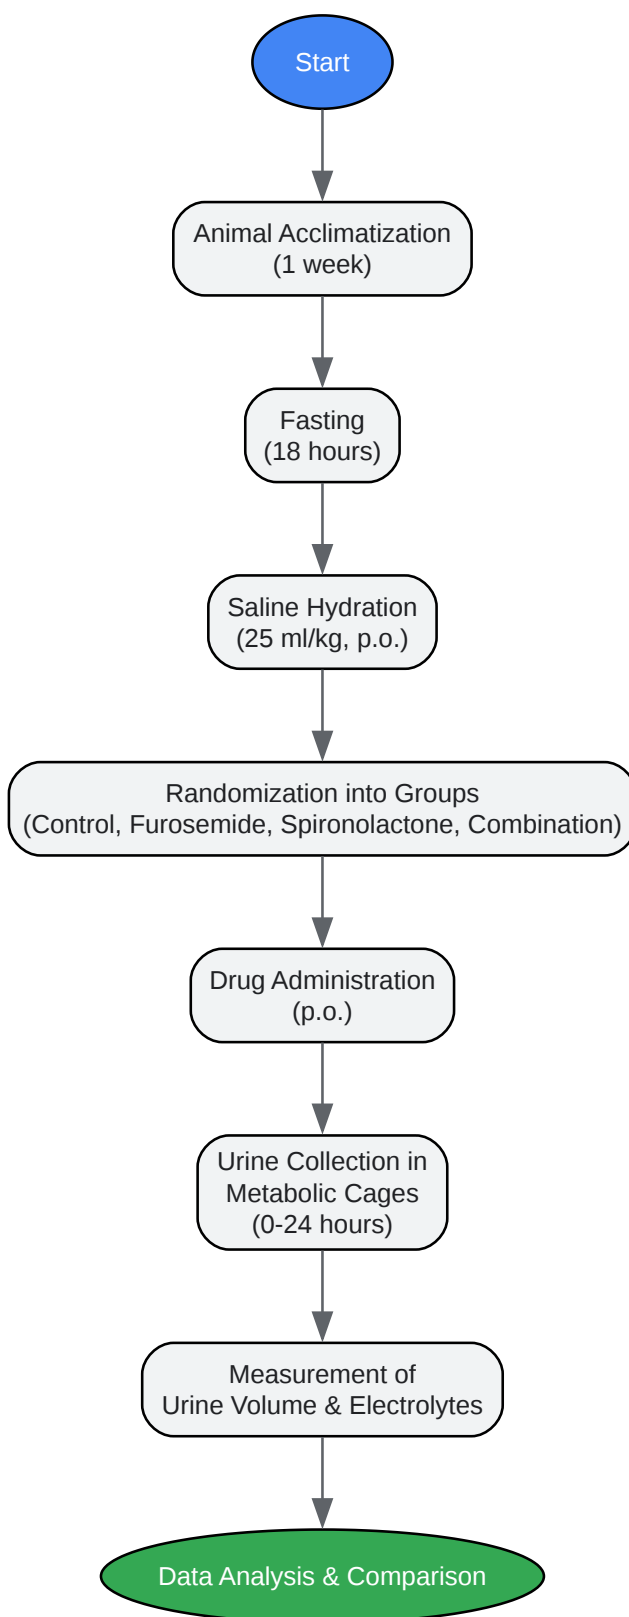 Start
Animal Acclimatization
(1 week)
Fasting
(18 hours)
Saline Hydration
(25 ml/kg, p.o.)
Randomization into Groups
(Control, Furosemide, Spironolactone, Combination)
Drug Administration
(p.o.)
Urine Collection in
Metabolic Cages
(0-24 hours)
Measurement of
Urine Volume & Electrolytes
Data Analysis & Comparison